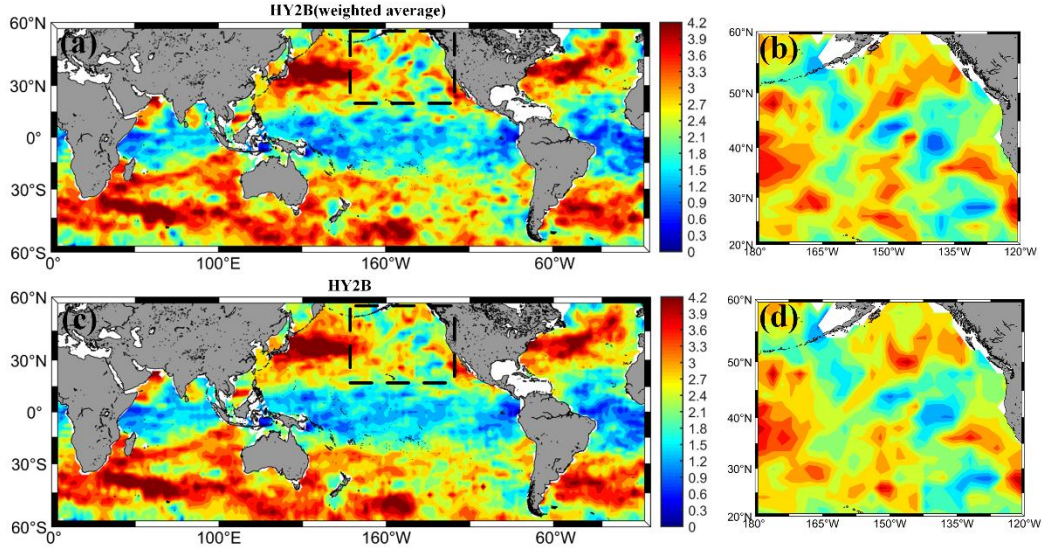 HY2B(weighted average)
(a)
60°N
30°N
0°
30°S
60°S
0° 100°E 160°W 60°W
4.2
3.9
3.6
3.3
3
2.7
2.4
2.1
1.8
1.5
1.2
0.9
0.6
0.3
0
(b)
60°N
50°N
40°N
30°N
20°N
180° 165°W 150°W 135°W 120°W
HY2B
(c)
60°N
30°N
0°
30°S
60°S
0° 100°E 160°W 60°W
4.2
3.9
3.6
3.3
3
2.7
2.4
2.1
1.8
1.5
1.2
0.9
0.6
0.3
0
(d)
60°N
50°N
40°N
30°N
20°N
180° 165°W 150°W 135°W 120°W